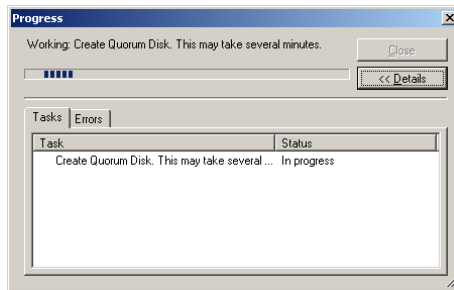 Progress
Working: Create Quorum Disk. This may take several minutes.
Close
<< Details
Tasks Errors
Task Status
Create Quorum Disk. This may take several ... In progress